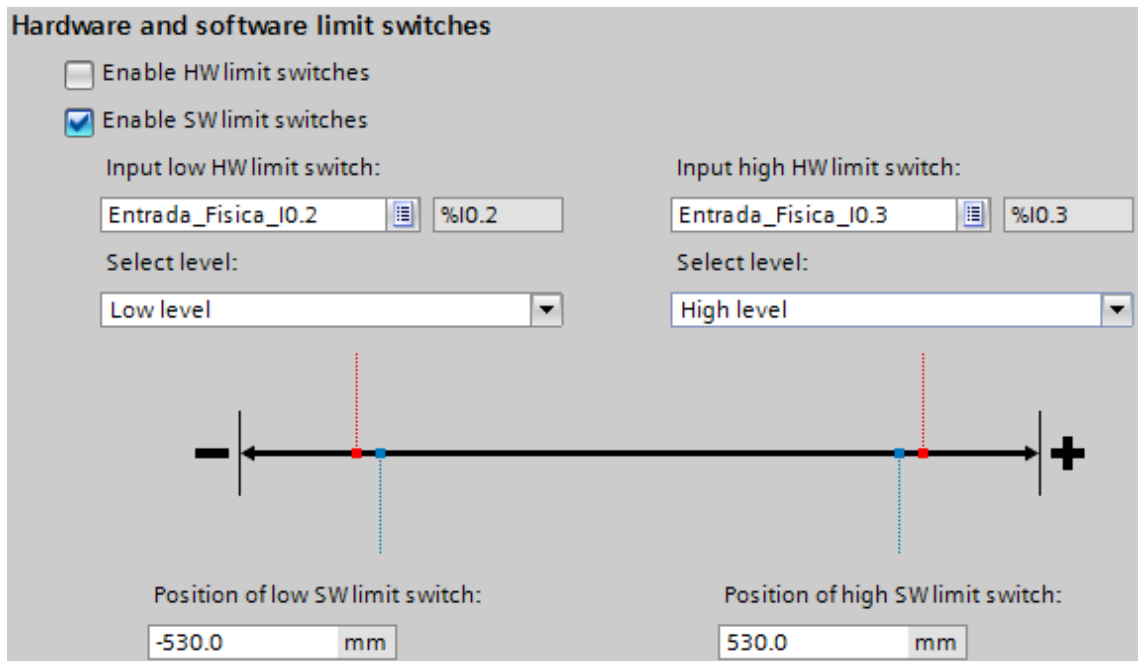 Hardware and software limit switches
Enable HW limit switches
Enable SW limit switches
Input low HW limit switch: Input high HW limit switch:
Entrada_Fisica_I0.2 %I0.2 Entrada_Fisica_I0.3 %I0.3
Select level: Select level:
Low level High level
Position of low SW limit switch: Position of high SW limit switch:
-530.0 mm 530.0 mm